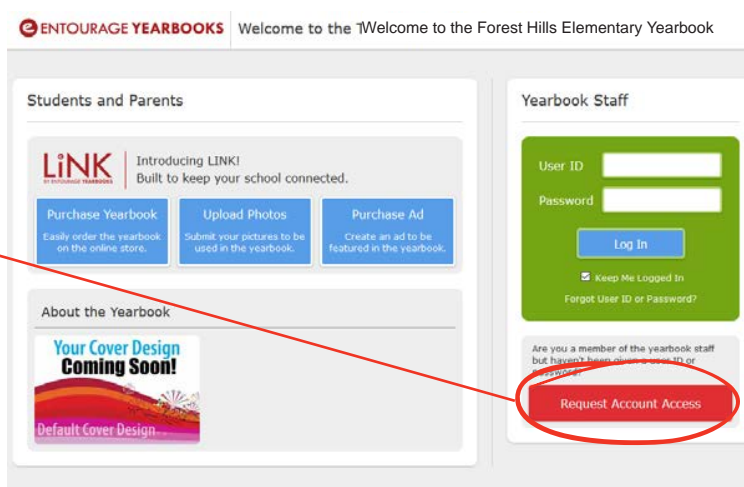 ENTOURAGE YEARBOOKS
Welcome to the Welcome to the Forest Hills Elementary Yearbook
Students and Parents
LiNK
BY ENTOURAGE YEARBOOKS
Introducing LINK!
Built to keep your school connected.
Purchase Yearbook
Easily order the yearbook
on the online store.
Upload Photos
Submit your pictures to be
used in the yearbook.
Purchase Ad
Create an ad to be
featured in the yearbook.
About the Yearbook
Your Cover Design
Coming Soon!
Default Cover Design
Yearbook Staff
User ID
Password
Log In
Keep Me Logged In
Forgot User ID or Password?
Are you a member of the yearbook staff
but haven't been given a user ID or
password?
Request Account Access